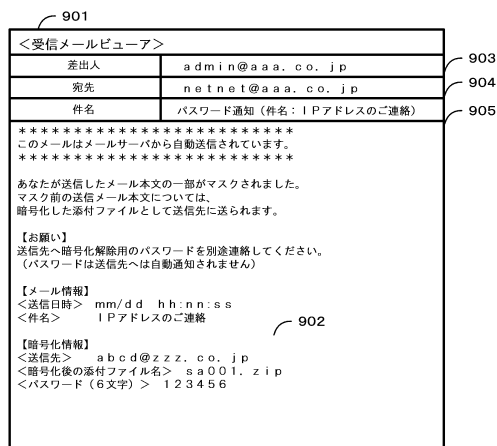 901
<受信メールビューア>
差出人 admin@aaa.co.jp 903
宛先 netnet@aaa.co.jp 904
件名 パスワード通知（件名：IPアドレスのご連絡） 905
＊＊＊＊＊＊＊＊＊＊＊＊＊＊＊＊＊＊＊＊＊＊＊＊＊
このメールはメールサーバから自動送信されています。
＊＊＊＊＊＊＊＊＊＊＊＊＊＊＊＊＊＊＊＊＊＊＊＊＊
あなたが送信したメール本文の一部がマスクされました。
マスク前の送信メール本文については、
暗号化した添付ファイルとして送信先に送られます。
【お願い】
送信先へ暗号化解除用のパスワードを別途連絡してください。
（パスワードは送信先へは自動通知されません）
【メール情報】
<送信日時> mm/dd hh:nn:ss
<件名> IPアドレスのご連絡
902
【暗号化情報】
<送信先> abcd@zzz.co.jp
<暗号化後の添付ファイル名> sa001.zip
<パスワード（6文字）> 123456